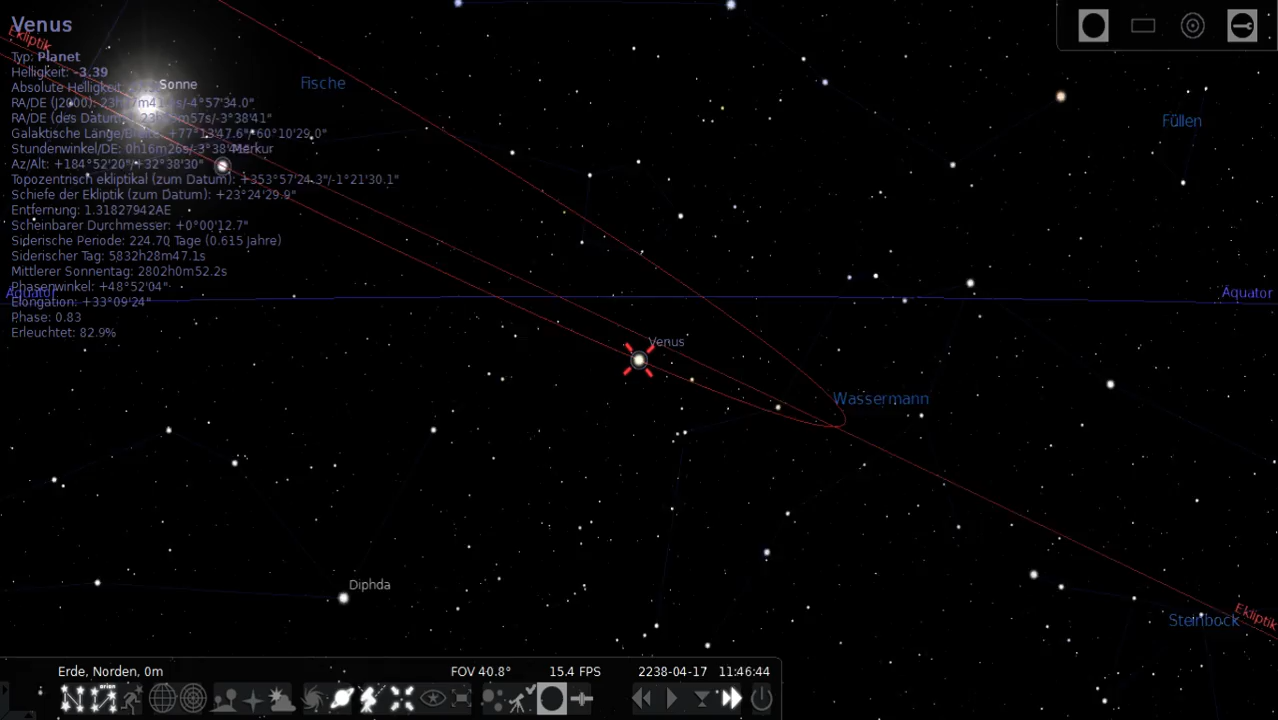 Venus
Ekliptik
Typ: Planet
Helligkeit: -3.39
Absolute Helligkeit:
Sonne
Fische
RA/DE (J2000): -4°57'34.0"
RA/DE (des Datums): -3°38'41"
Galaktische Länge/Breite: +77°13'47.6"/-60°10'29.0"
Stundenwinkel/DE: 0h16m26s/-3°38'41"
Merkur
Az/Alt: +184°52'20"/+32°38'30"
Topozentrisch ekliptikal (zum Datum): +353°57'24.3"/-1°21'30.1"
Schiefe der Ekliptik (zum Datum): +23°24'29.9"
Entfernung: 1.31827942AE
Scheinbarer Durchmesser: +0°00'12.7"
Siderische Periode: 224.70 Tage (0.615 Jahre)
Siderischer Tag: 5832h28m47.1s
Mittlerer Sonnentag: 2802h0m52.2s
Phasenwinkel: +48°52'04"
Äquator
Elongation: +33°09'24"
Phase: 0.83
Erleuchtet: 82.9%
Füllen
Äquator
Venus
Wassermann
Diphda
Ekliptik
Steinbock
Erde, Norden, 0m FOV 40.8° 15.4 FPS 2238-04-17 11:46:44
orion